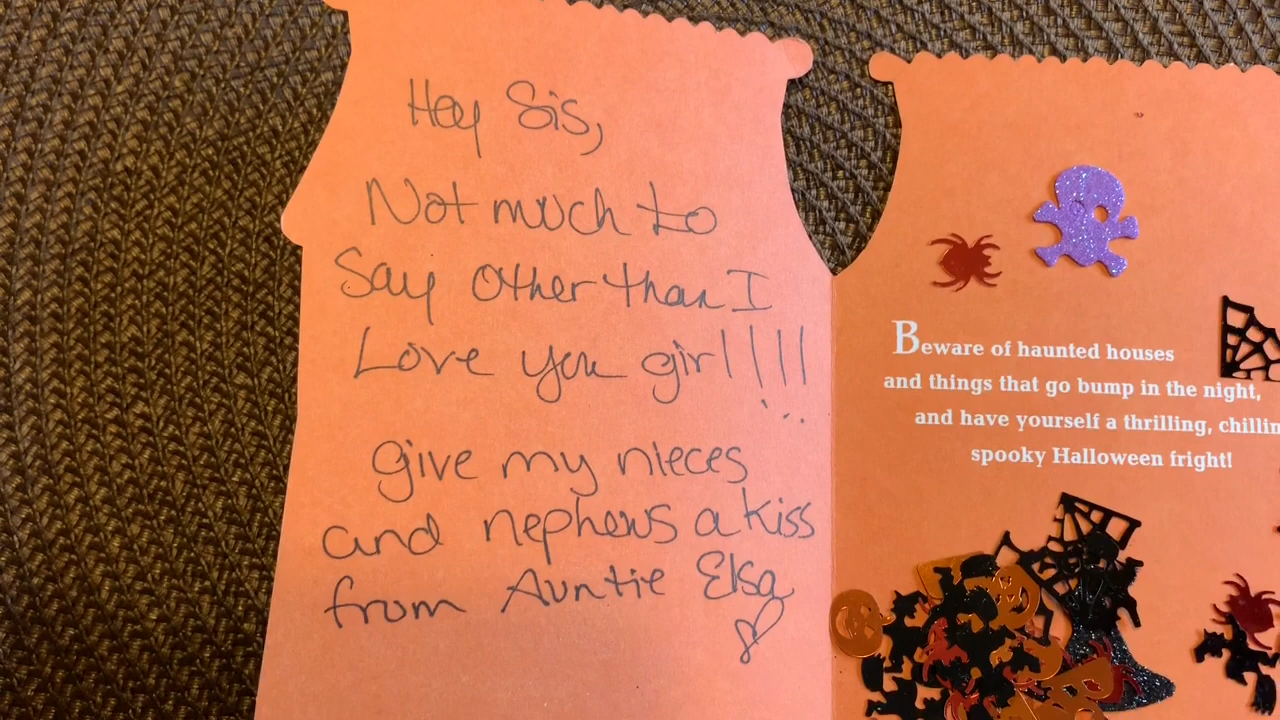 Hey Sis,
Not much to
Say other than I
Love you girl!!!
give my nieces
and nephews a kiss
from Auntie Elsa
Beware of haunted houses
and things that go bump in the night,
and have yourself a thrilling,
spooky Halloween fright!